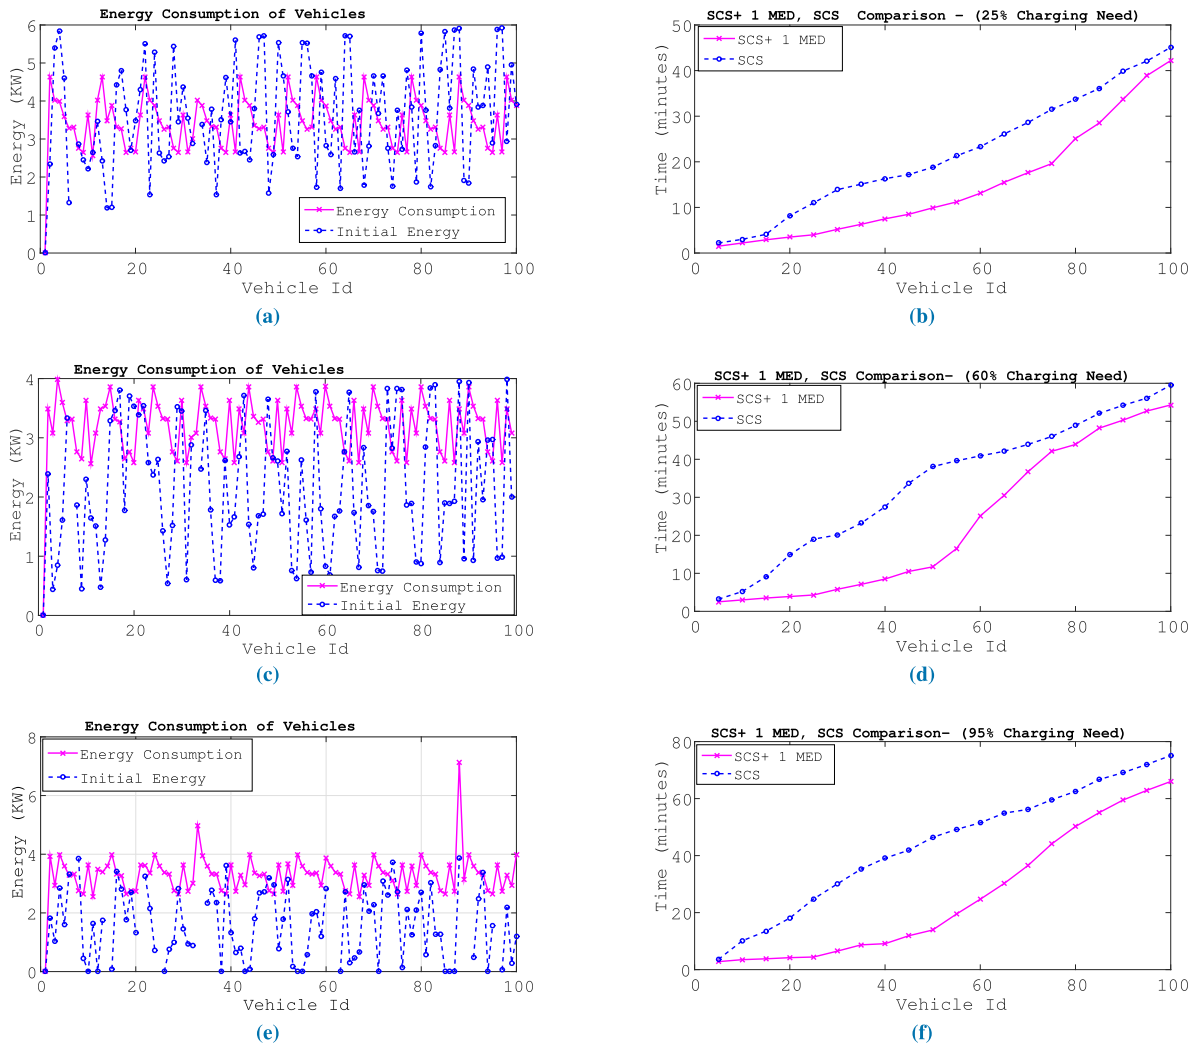 Energy Consumption of Vehicles
6
5
4
3
2
1
0
Energy (KW)
Energy Consumption
Initial Energy
0 20 40 60 80 100
Vehicle Id
(a)
SCS+ 1 MED, SCS Comparison - (25% Charging Need)
50
40
30
20
10
0
Time (minutes)
SCS+ 1 MED
SCS
0 20 40 60 80 100
Vehicle Id
(b)
Energy Consumption of Vehicles
4
3
2
1
0
Energy (KW)
Energy Consumption
Initial Energy
0 20 40 60 80 100
Vehicle Id
(c)
SCS+ 1 MED, SCS Comparison- (60% Charging Need)
60
50
40
30
20
10
0
Time (minutes)
SCS+ 1 MED
SCS
0 20 40 60 80 100
Vehicle Id
(d)
Energy Consumption of Vehicles
8
6
4
2
0
Energy (KW)
Energy Consumption
Initial Energy
0 20 40 60 80 100
Vehicle Id
(e)
SCS+ 1 MED, SCS Comparison- (95% Charging Need)
80
60
40
20
0
Time (minutes)
SCS+ 1 MED
SCS
0 20 40 60 80 100
Vehicle Id
(f)